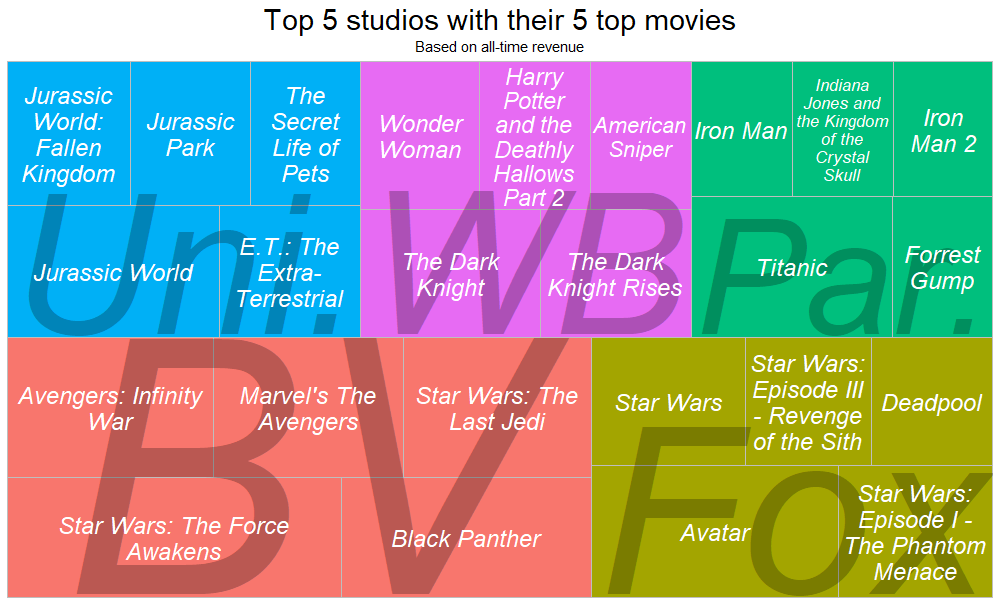 Top 5 studios with their 5 top movies
Based on all-time revenue
Jurassic
World:
Fallen
Kingdom
Jurassic
Park
The
Secret
Life of
Pets
Jurassic World
E.T.: The
Extra-
Terrestrial
Uni.
Wonder
Woman
Harry
Potter
and the
Deathly
Hallows
Part 2
American
Sniper
The Dark
Knight
The Dark
Knight Rises
WB
Iron Man
Indiana
Jones and
the Kingdom
of the
Crystal
Skull
Iron
Man 2
Titanic
Forrest
Gump
Par.
Avengers: Infinity
War
Marvel's The
Avengers
Star Wars: The
Last Jedi
Star Wars: The Force
Awakens
Black Panther
BV
Star Wars
Star Wars:
Episode III
- Revenge
of the Sith
Deadpool
Avatar
Star Wars:
Episode I -
The Phantom
Menace
Fox